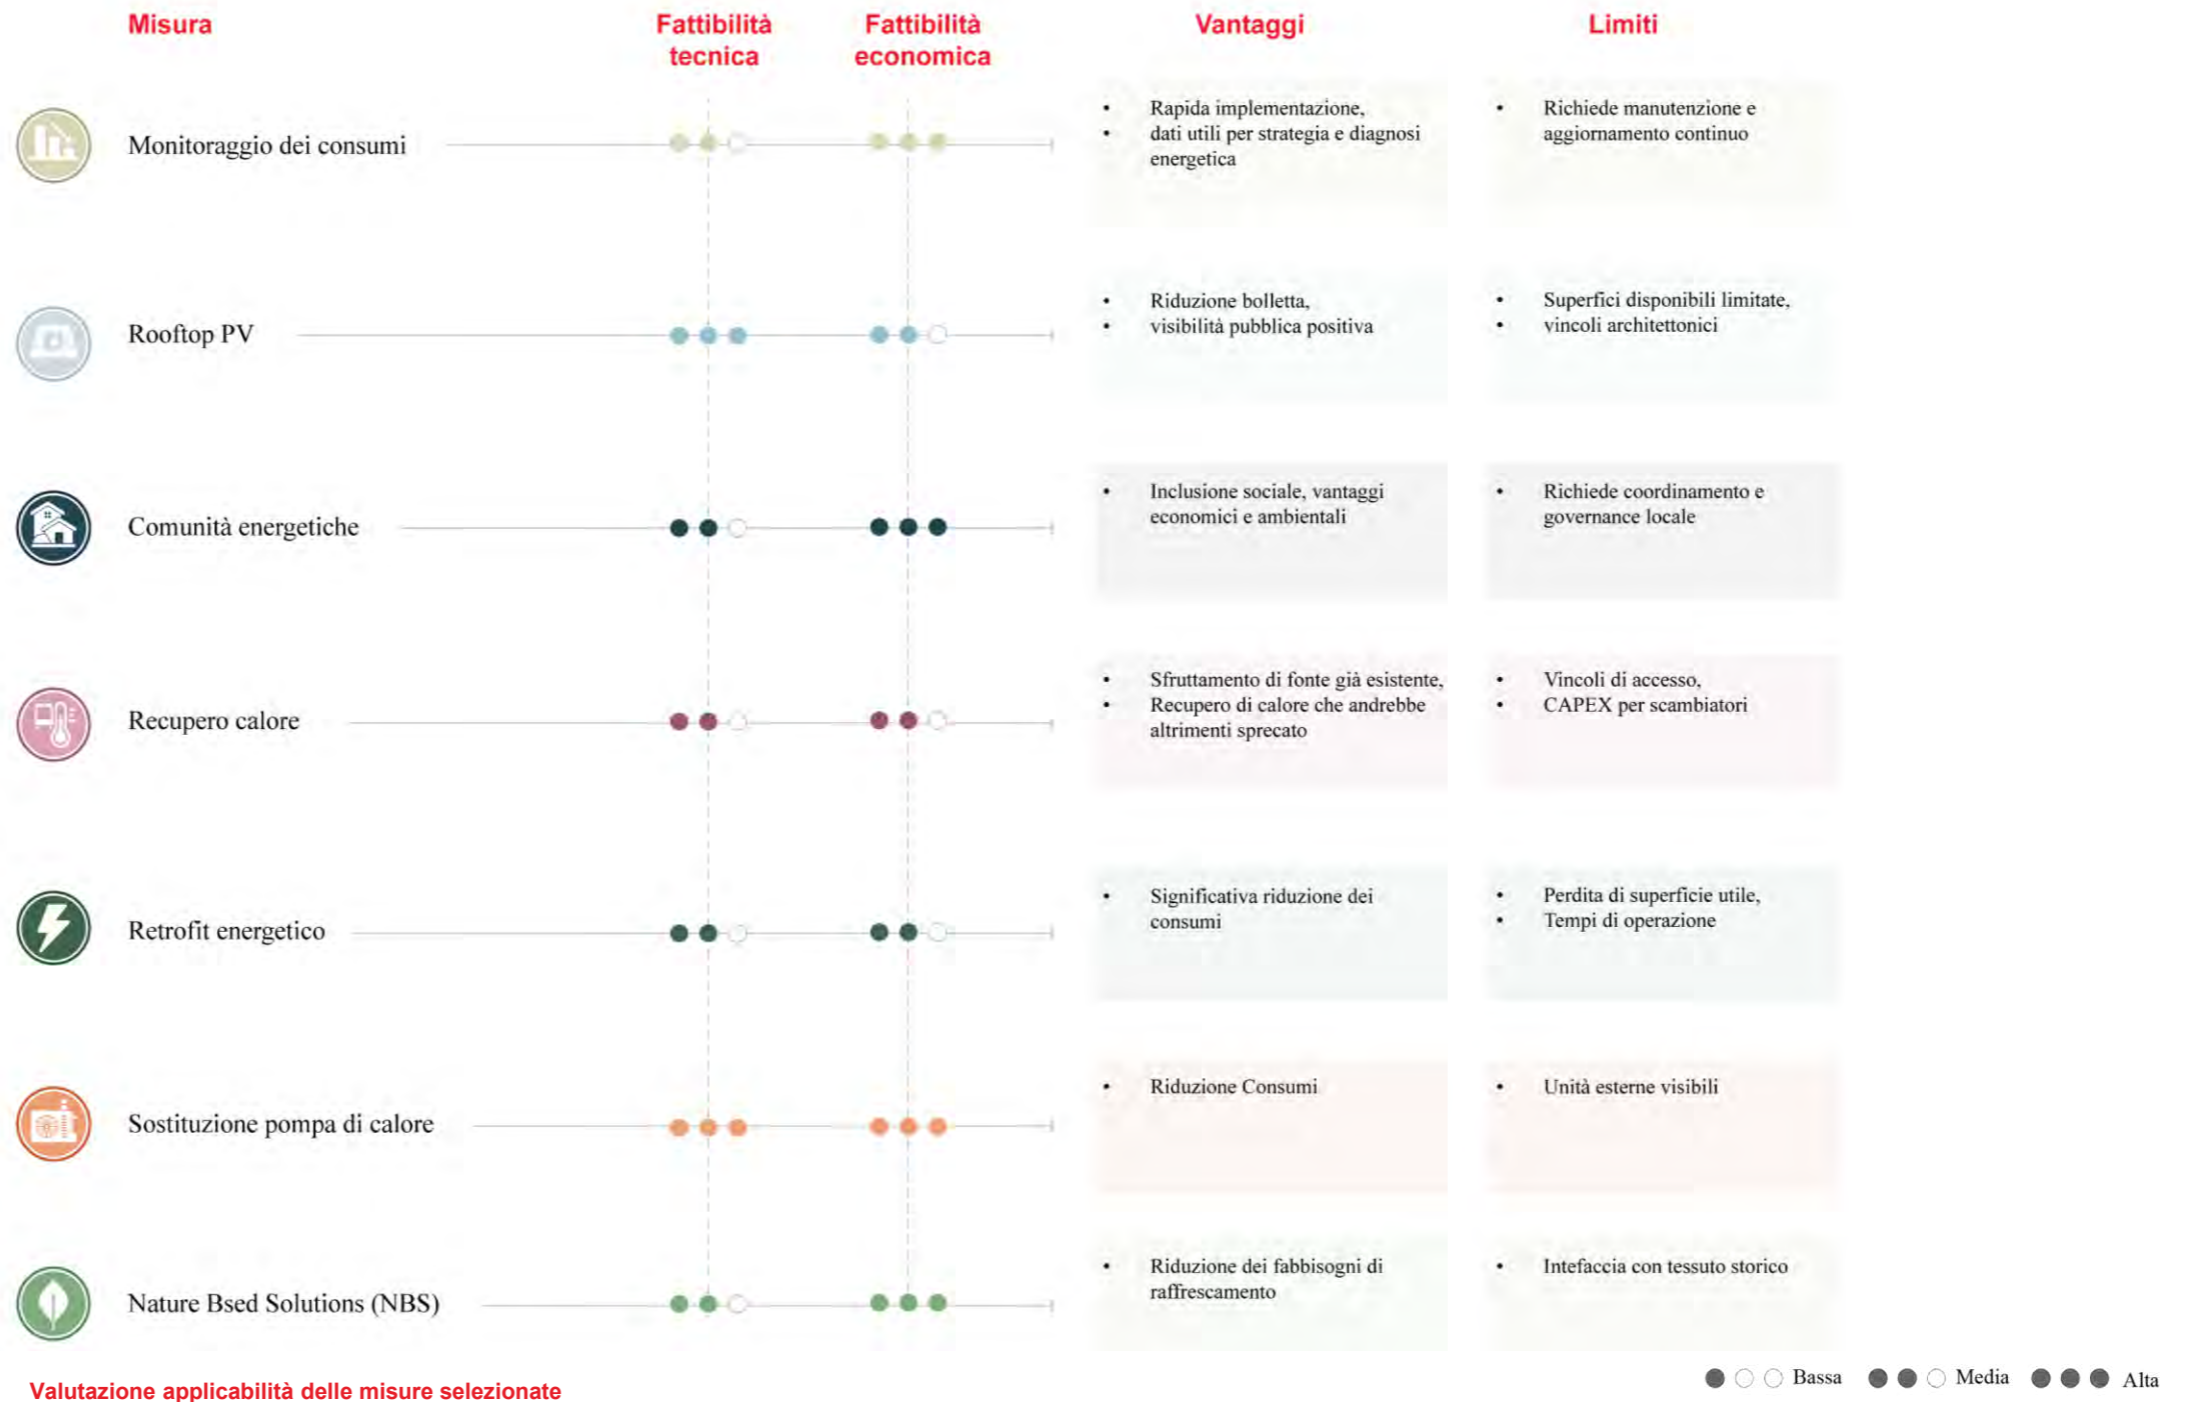 Misura
Fattibilità
tecnica
Fattibilità
economica
Vantaggi
Limiti
Monitoraggio dei consumi
• Rapida implementazione,
• dati utili per strategia e diagnosi
energetica
• Richiede manutenzione e
aggiornamento continuo
Rooftop PV
• Riduzione bolletta,
• visibilità pubblica positiva
• Superfici disponibili limitate,
• vincoli architettonici
Comunità energetiche
• Inclusione sociale, vantaggi
economici e ambientali
• Richiede coordinamento e
governance locale
Recupero calore
• Sfruttamento di fonte già esistente,
• Recupero di calore che andrebbe
altrimenti sprecato
• Vincoli di accesso,
• CAPEX per scambiatori
Retrofit energetico
• Significativa riduzione dei
consumi
• Perdita di superficie utile,
• Tempi di operazione
Sostituzione pompa di calore
• Riduzione Consumi
• Unità esterne visibili
Nature Bsed Solutions (NBS)
• Riduzione dei fabbisogni di
raffrescamento
• Intefaccia con tessuto storico
Valutazione applicabilità delle misure selezionate
Bassa
Media
Alta